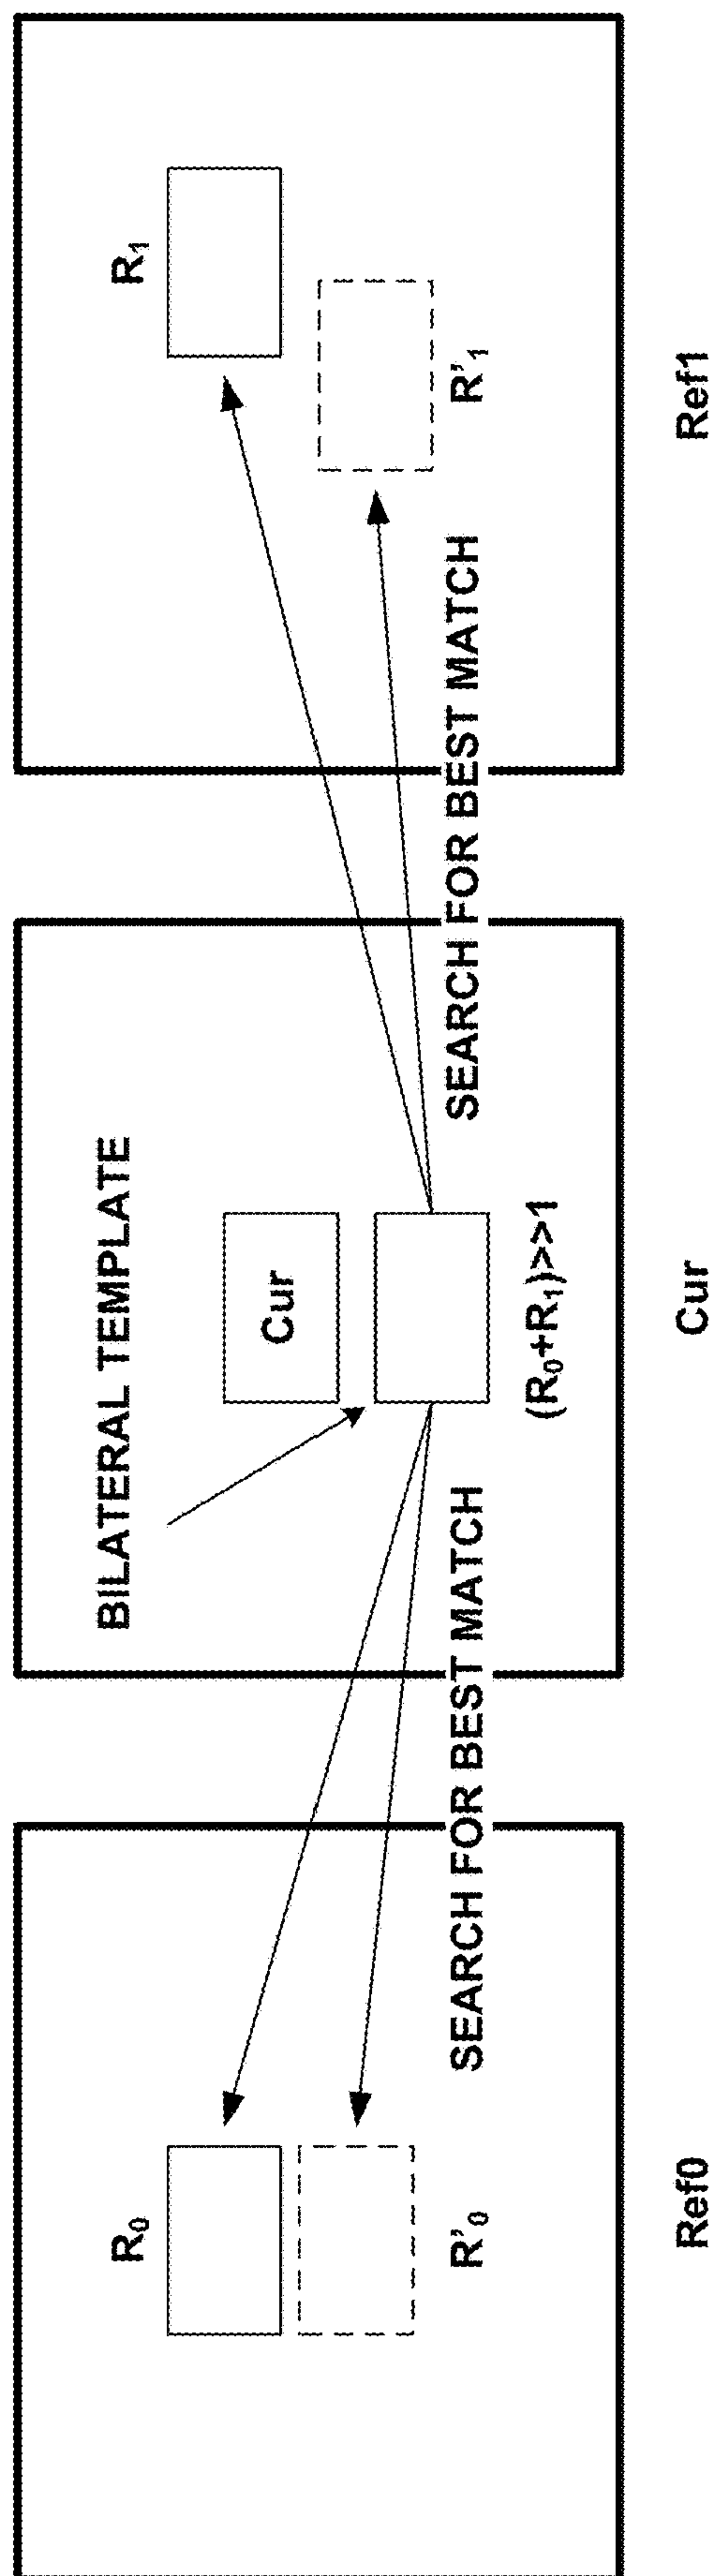 BILATERAL TEMPLATE
R₀
R'₀
SEARCH FOR BEST MATCH
Ref0
Cur
(R₀+R₁)>>1
Cur
R₁
R'₁
SEARCH FOR BEST MATCH
Ref1